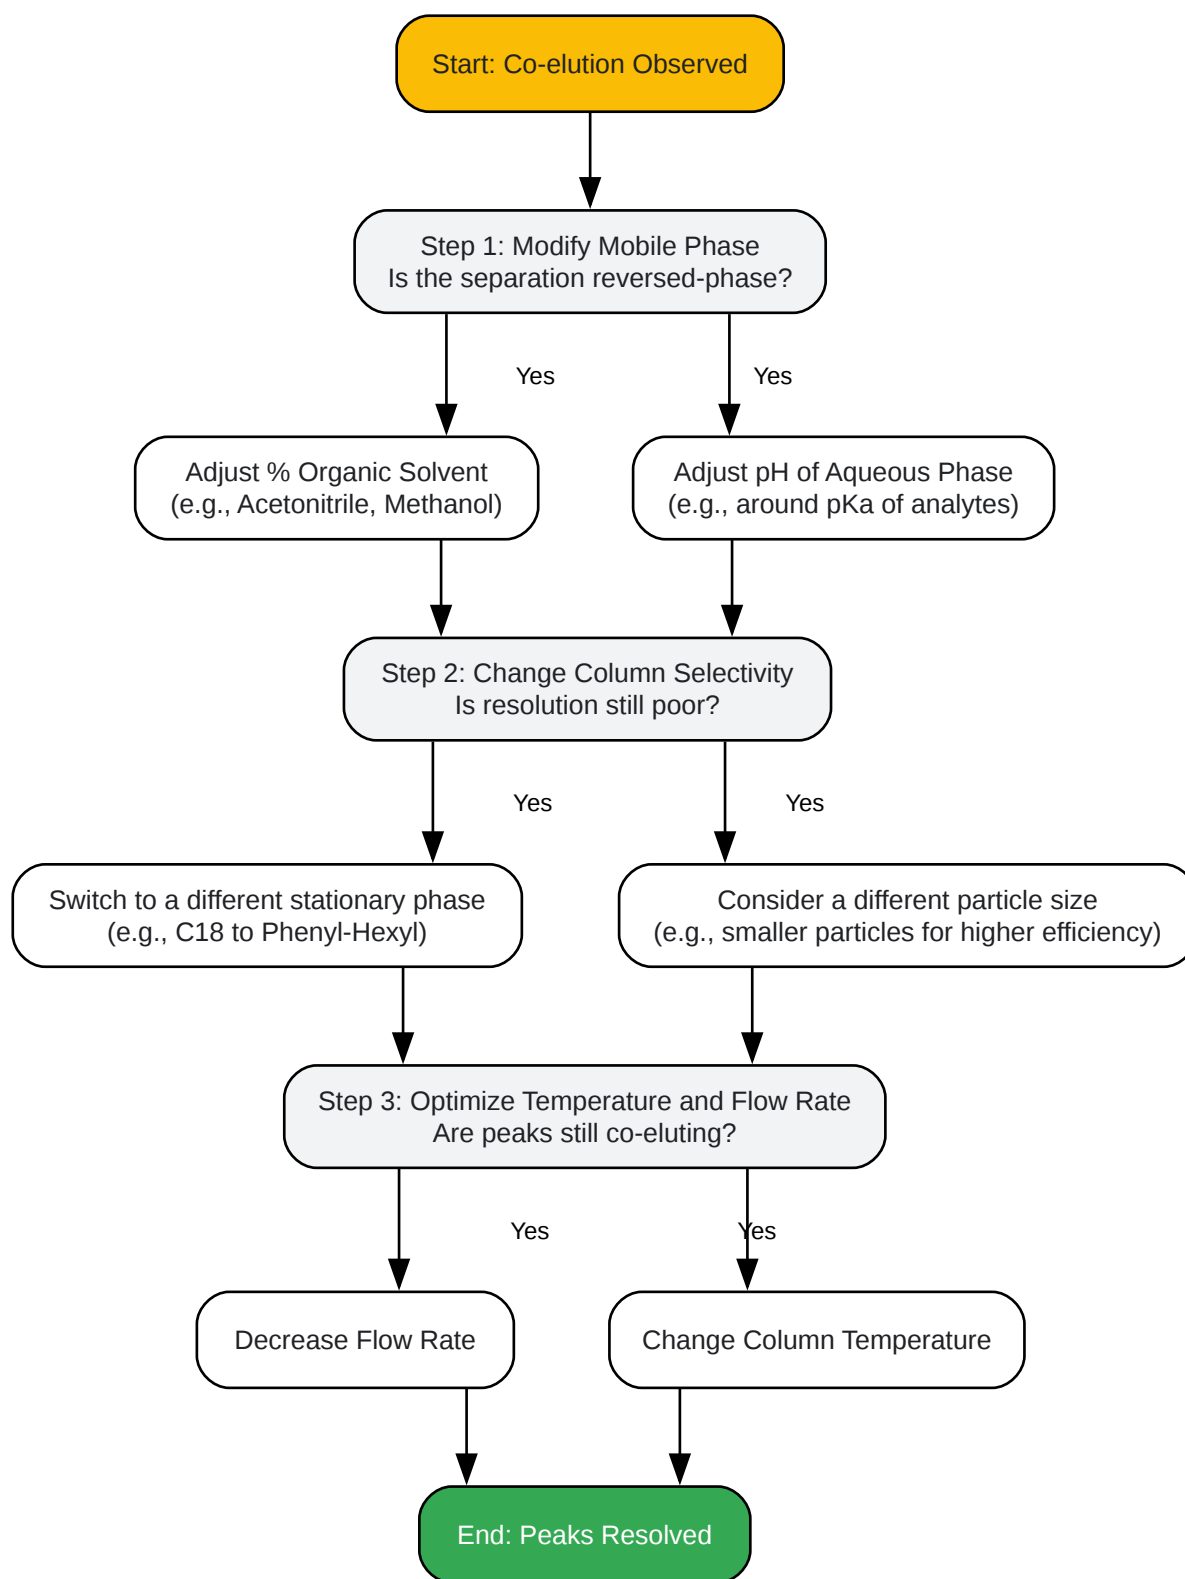 Start: Co-elution Observed
Step 1: Modify Mobile Phase
Is the separation reversed-phase?
Yes
Yes
Adjust % Organic Solvent
(e.g., Acetonitrile, Methanol)
Adjust pH of Aqueous Phase
(e.g., around pKa of analytes)
Step 2: Change Column Selectivity
Is resolution still poor?
Yes
Yes
Switch to a different stationary phase
(e.g., C18 to Phenyl-Hexyl)
Consider a different particle size
(e.g., smaller particles for higher efficiency)
Step 3: Optimize Temperature and Flow Rate
Are peaks still co-eluting?
Yes
Yes
Decrease Flow Rate
Change Column Temperature
End: Peaks Resolved